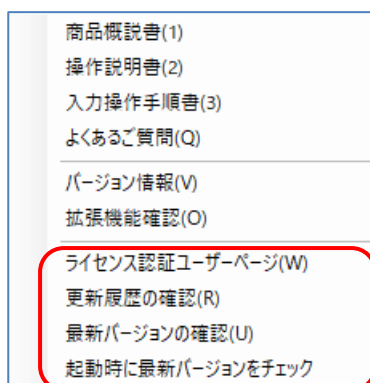 商品概説書(1)
操作説明書(2)
入力操作手順書(3)
よくあるご質問(Q)
バージョン情報(V)
拡張機能確認(O)
ライセンス認証ユーザーページ(W)
更新履歴の確認(R)
最新バージョンの確認(U)
起動時に最新バージョンをチェック